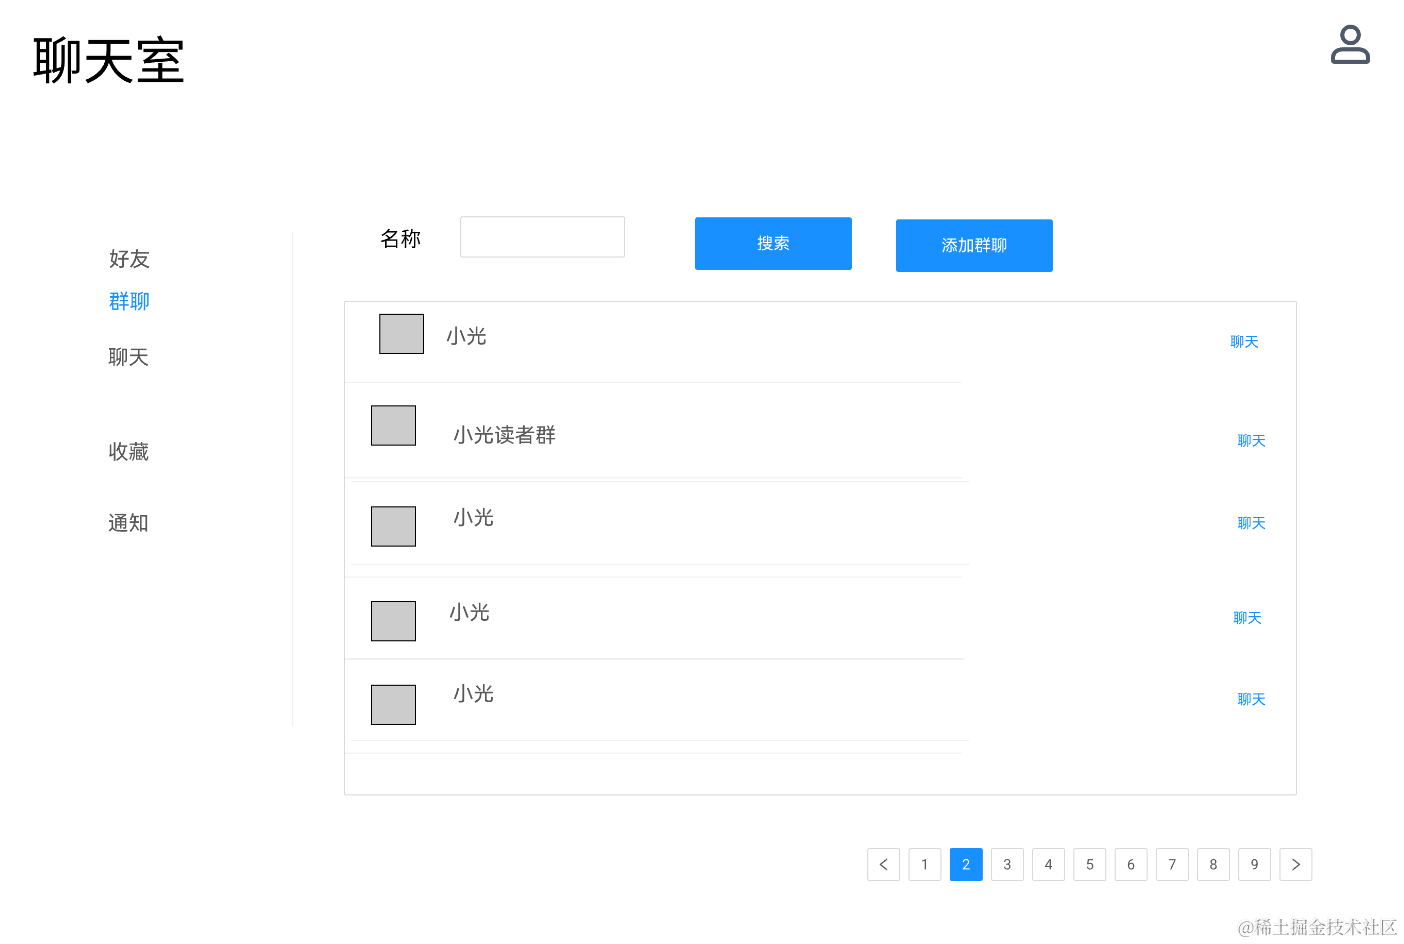 聊天室
好友
群聊
聊天
收藏
通知
名称
搜索
添加群聊
小光 聊天
小光读者群 聊天
小光 聊天
小光 聊天
小光 聊天
1 2 3 4 5 6 7 8 9
@稀土掘金技术社区